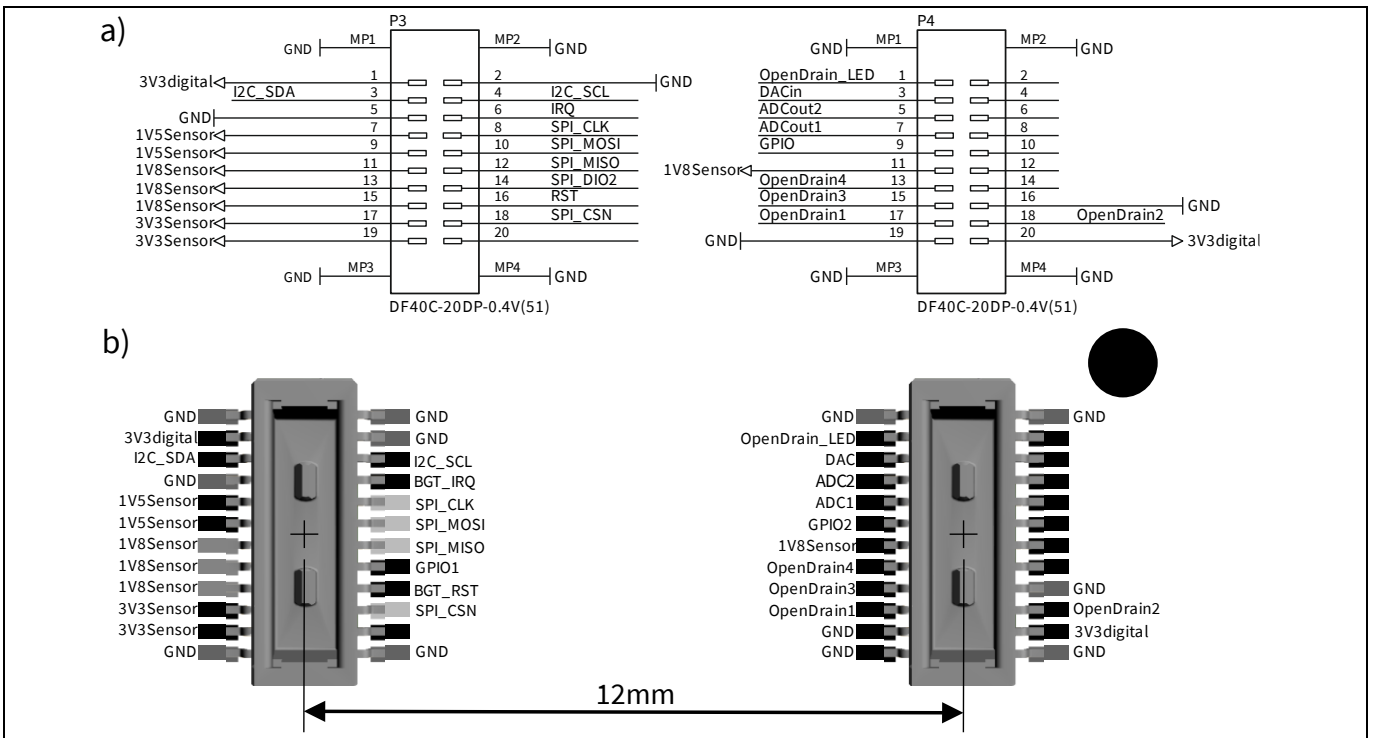 a)
P3
GND MP1 MP2 GND
3V3digital 1 2 GND
I2C_SDA 3 4 I2C_SCL
GND 5 6 IRQ
1V5Sensor 7 8 SPI_CLK
1V5Sensor 9 10 SPI_MOSI
1V8Sensor 11 12 SPI_MISO
1V8Sensor 13 14 SPI_DIO2
1V8Sensor 15 16 RST
3V3Sensor 17 18 SPI_CSN
3V3Sensor 19 20
GND MP3 MP4 GND
DF40C-20DP-0.4V(51)
P4
GND MP1 MP2 GND
OpenDrain_LED 1 2
DACin 3 4
ADCout2 5 6
ADCout1 7 8
GPIO 9 10
1V8Sensor 11 12
OpenDrain4 13 14
OpenDrain3 15 16 GND
OpenDrain1 17 18 OpenDrain2
GND 19 20 3V3digital
GND MP3 MP4 GND
DF40C-20DP-0.4V(51)
b)
GND GND
3V3digital GND
I2C_SDA I2C_SCL
GND BGT_IRQ
1V5Sensor SPI_CLK
1V5Sensor SPI_MOSI
1V8Sensor SPI_MISO
1V8Sensor GPIO1
1V8Sensor BGT_RST
3V3Sensor SPI_CSN
3V3Sensor
GND GND
GND GND
OpenDrain_LED
DAC
ADC2
ADC1
GPIO2
1V8Sensor
OpenDrain4
OpenDrain3 GND
OpenDrain1 OpenDrain2
GND 3V3digital
GND GND
12mm